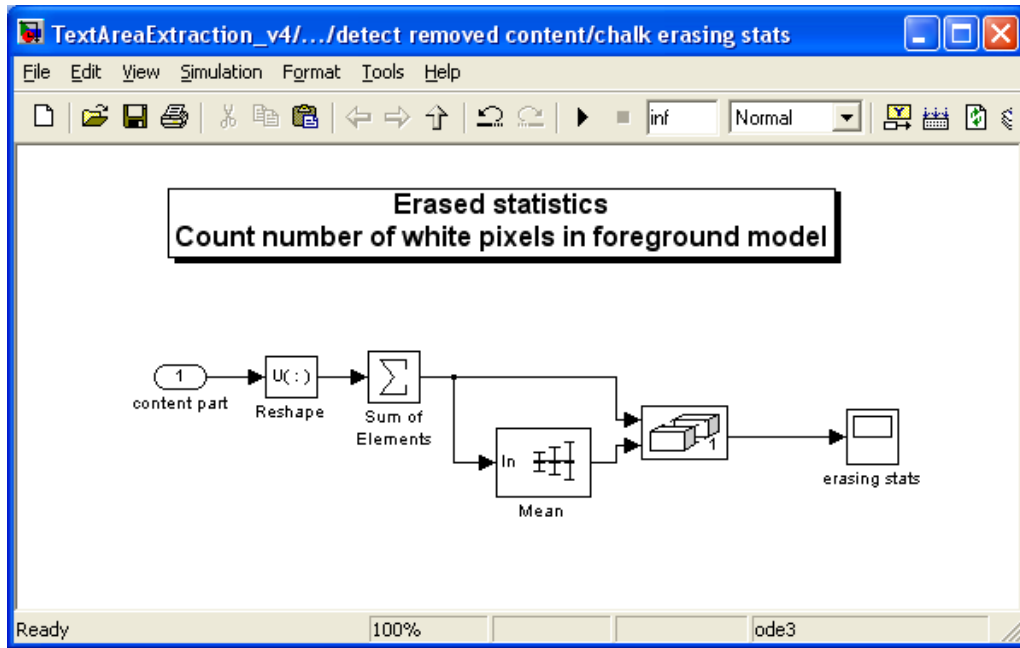 TextAreaExtraction_v4/.../detect removed content/chalk erasing stats
File Edit View Simulation Format Tools Help
inf Normal
Erased statistics
Count number of white pixels in foreground model
1
content part
U(:)
Reshape
Sum of
Elements
In
Mean
1
erasing stats
Ready 100% ode3